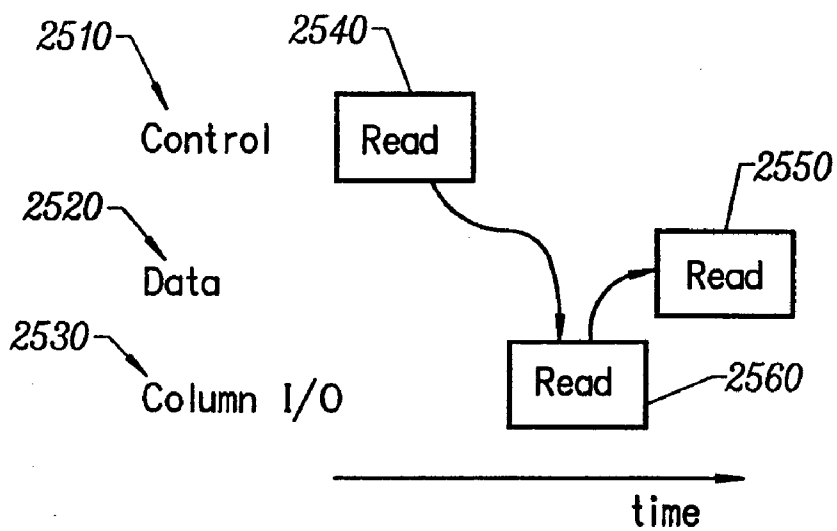 2510
2540
Control
Read
2520
2550
Data
Read
2530
Column I/O
Read
2560
time